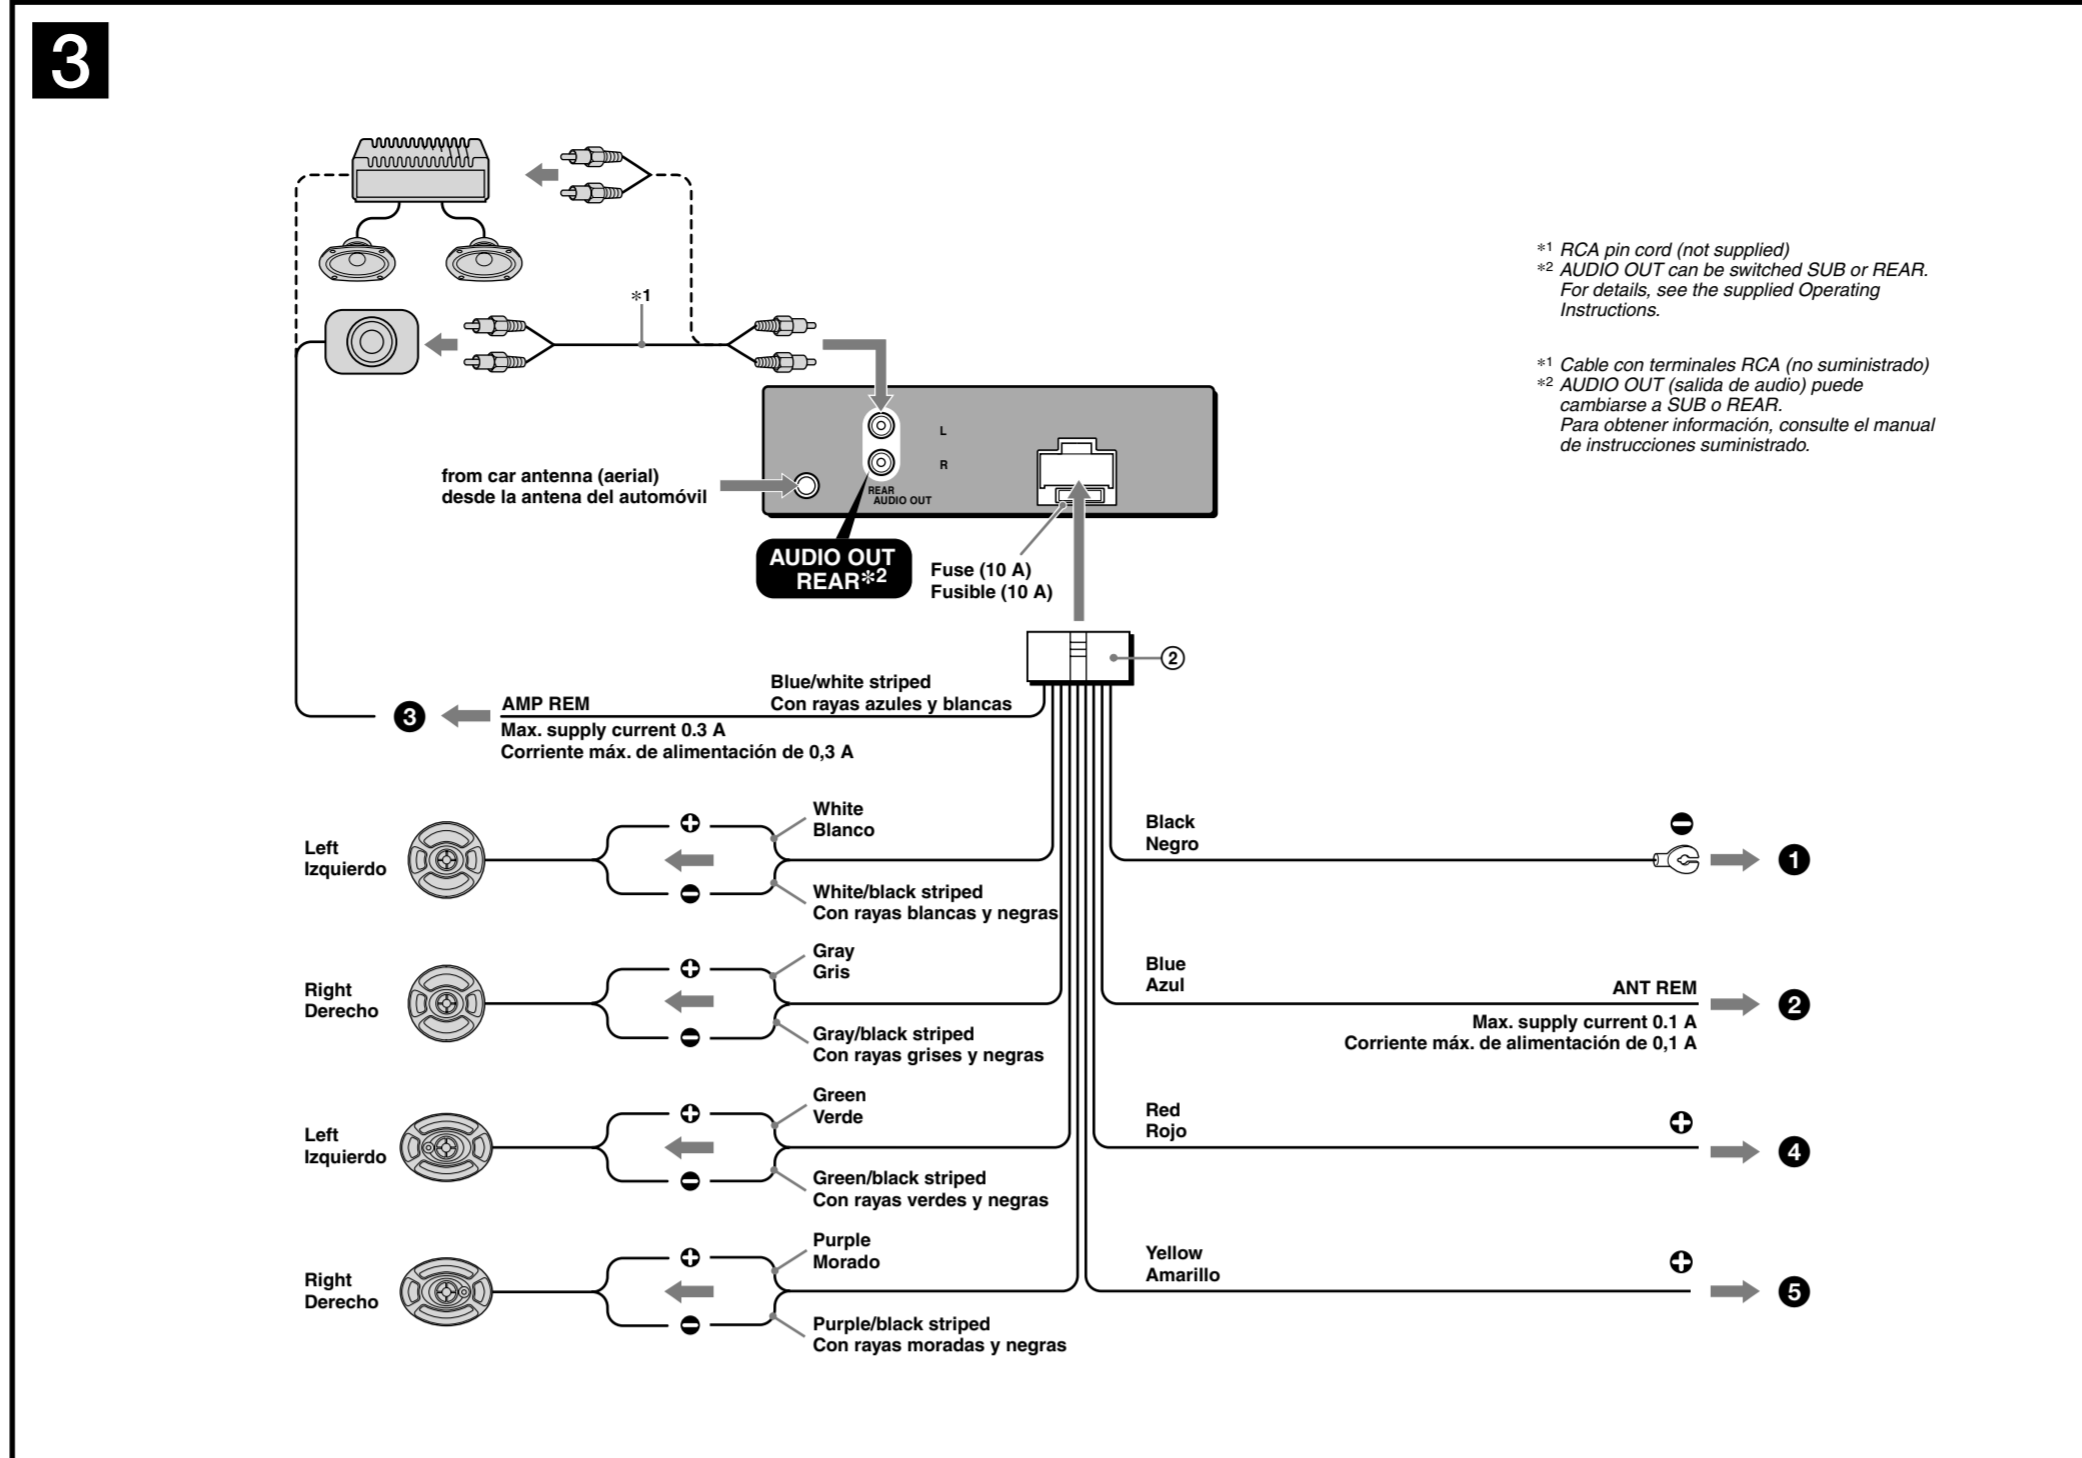 3
*1 RCA pin cord (not supplied)
*2 AUDIO OUT can be switched SUB or REAR.
For details, see the supplied Operating
Instructions.
*1 Cable con terminales RCA (no suministrado)
*2 AUDIO OUT (salida de audio) puede
cambiarse a SUB o REAR.
Para obtener información, consulte el manual
de instrucciones suministrado.
*1
L
R
REAR
AUDIO OUT
from car antenna (aerial)
desde la antena del automóvil
AUDIO OUT
REAR*2
Fuse (10 A)
Fusible (10 A)
②
Blue/white striped
Con rayas azules y blancas
❸
AMP REM
Max. supply current 0.3 A
Corriente máx. de alimentación de 0,3 A
Left
Izquierdo
White
Blanco
White/black striped
Con rayas blancas y negras
Right
Derecho
Gray
Gris
Gray/black striped
Con rayas grises y negras
Left
Izquierdo
Green
Verde
Green/black striped
Con rayas verdes y negras
Right
Derecho
Purple
Morado
Purple/black striped
Con rayas moradas y negras
Black
Negro
❶
Blue
Azul
ANT REM
❷
Max. supply current 0.1 A
Corriente máx. de alimentación de 0,1 A
Red
Rojo
❹
Yellow
Amarillo
❺